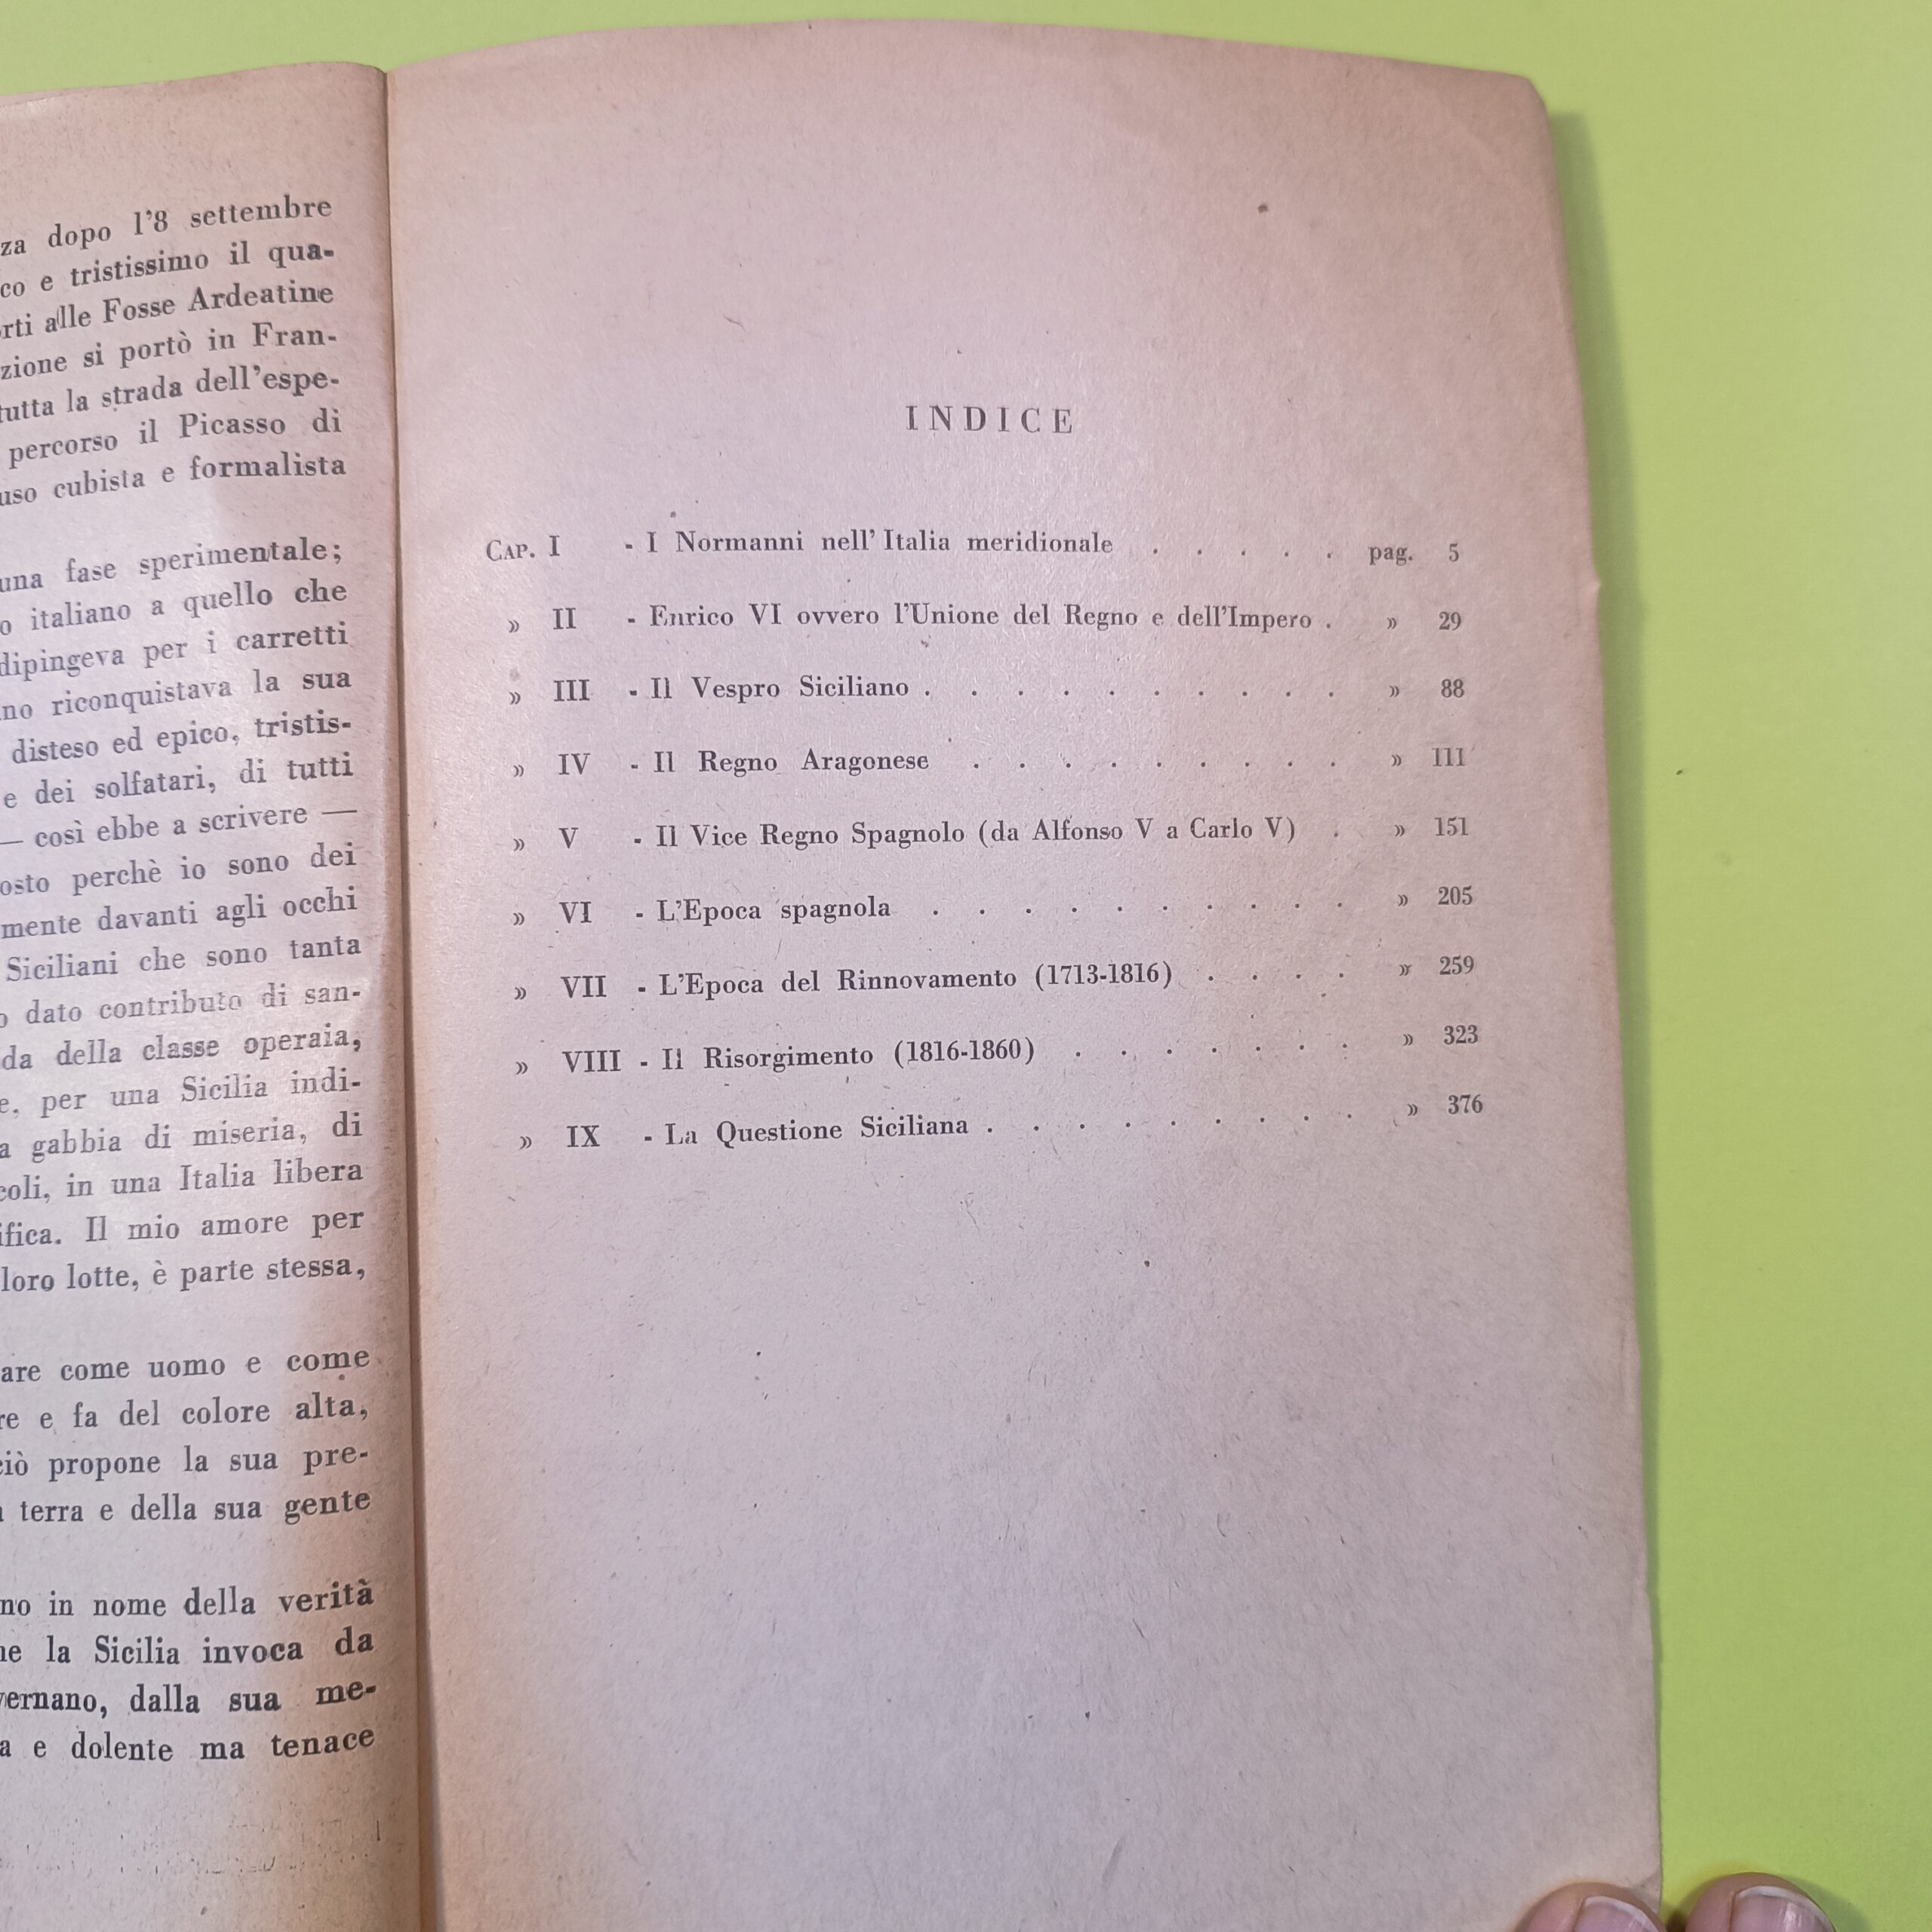 za dopo l'8 settembre
co e tristissimo il qua-
rti alle Fosse Ardeatine
zione si portò in Fran-
tutta la strada dell'espe-
percorso il Picasso di
uso cubista e formalista
una fase sperimentale;
o italiano a quello che
dipingeva per i carretti
no riconquistava la sua
disteso ed epico, tristis-
e dei solfatari, di tutti
— così ebbe a scrivere —
osto perchè io sono dei
mente davanti agli occhi
Siciliani che sono tanta
o dato contributo di san-
da della classe operaia,
e, per una Sicilia indi-
a gabbia di miseria, di
coli, in una Italia libera
ifica. Il mio amore per
loro lotte, è parte stessa,
are come uomo e come
re e fa del colore alta,
ciò propone la sua pre-
terra e della sua gente
no in nome della verità
ne la Sicilia invoca da
vernano, dalla sua me-
a e dolente ma tenace
INDICE
CAP. I - I Normanni nell'Italia meridionale . . . . . pag. 5
» II - Enrico VI ovvero l'Unione del Regno e dell'Impero . » 29
» III - Il Vespro Siciliano . . . . . . . . . . » 88
» IV - Il Regno Aragonese . . . . . . . . . » 111
» V - Il Vice Regno Spagnolo (da Alfonso V a Carlo V) . » 151
» VI - L'Epoca spagnola . . . . . . . . . . » 205
» VII - L'Epoca del Rinnovamento (1713-1816) . . . . » 259
» VIII - Il Risorgimento (1816-1860) . . . . . . . » 323
» IX - La Questione Siciliana . . . . . . . . . » 376